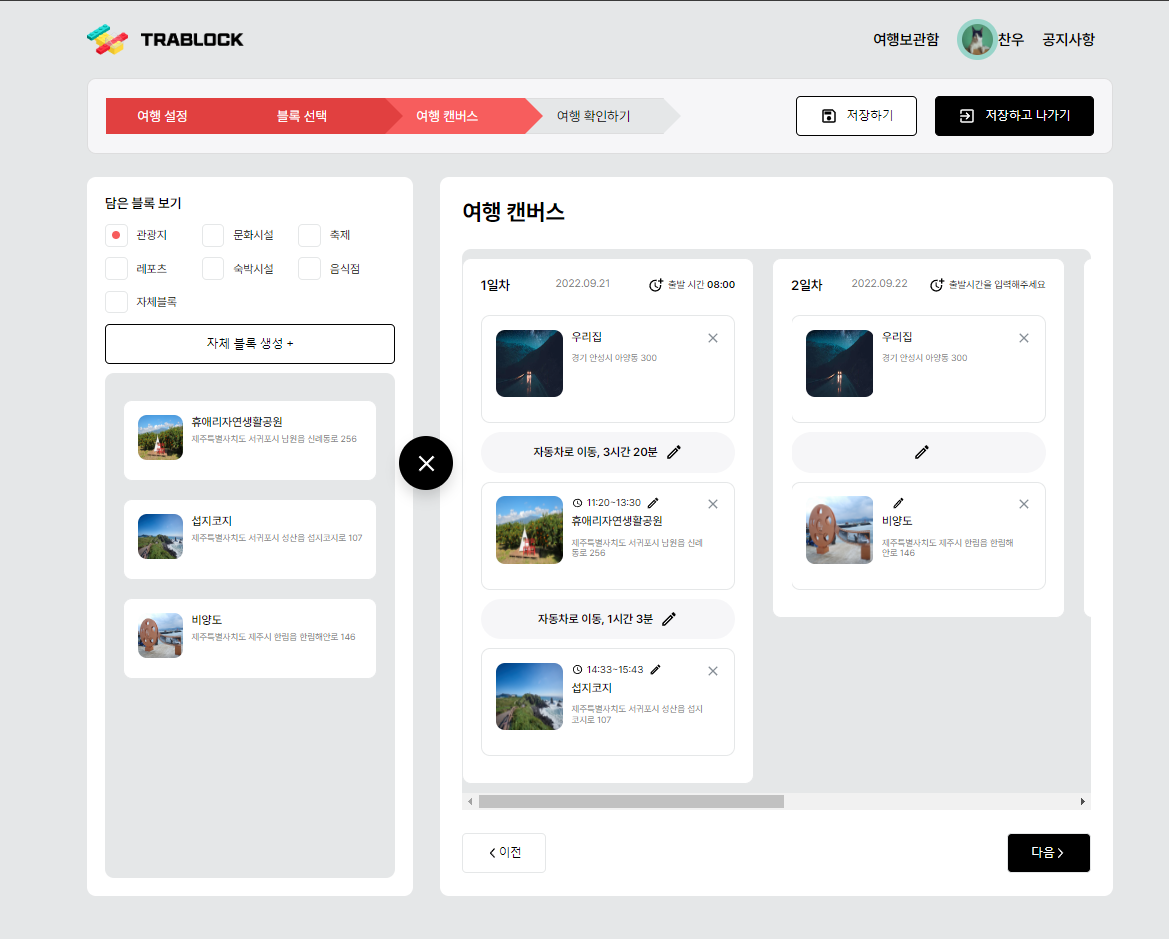 TRABLOCK
여행보관함
찬우
공지사항
여행 설정
블록 선택
여행 캔버스
여행 확인하기
저장하기
저장하고 나가기
담은 블록 보기
관광지
문화시설
축제
레포츠
숙박시설
음식점
자체블록
자체 블록 생성 +
휴애리자연생활공원
제주특별자치도 서귀포시 남원읍 신례동로 256
섭지코지
제주특별자치도 서귀포시 성산읍 섭지코지로 107
비양도
제주특별자치도 제주시 한림읍 한림해안로 146
여행 캔버스
1일차
2022.09.21
출발 시간 08:00
우리집
경기 안성시 아양동 300
자동차로 이동, 3시간 20분
11:20~13:30
휴애리자연생활공원
제주특별자치도 서귀포시 남원읍 신례
동로 256
자동차로 이동, 1시간 3분
14:33~15:43
섭지코지
제주특별자치도 서귀포시 성산읍 섭지
코지로 107
2일차
2022.09.22
출발시간을 입력해주세요
우리집
경기 안성시 아양동 300
비양도
제주특별자치도 제주시 한림읍 한림해
안로 146
이전
다음